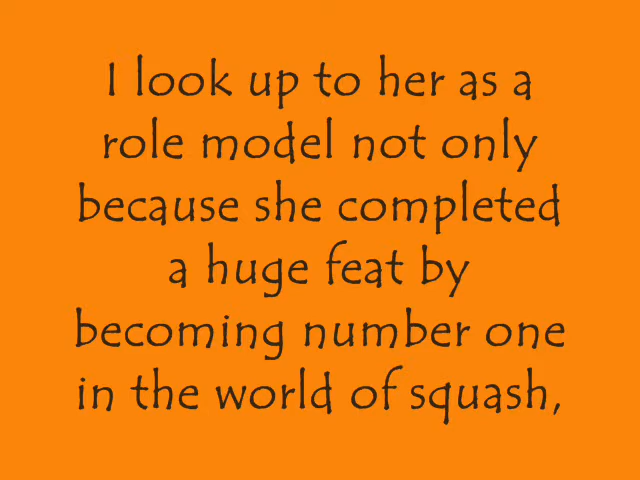 I look up to her as a
role model not only
because she completed
a huge feat by
becoming number one
in the world of squash,